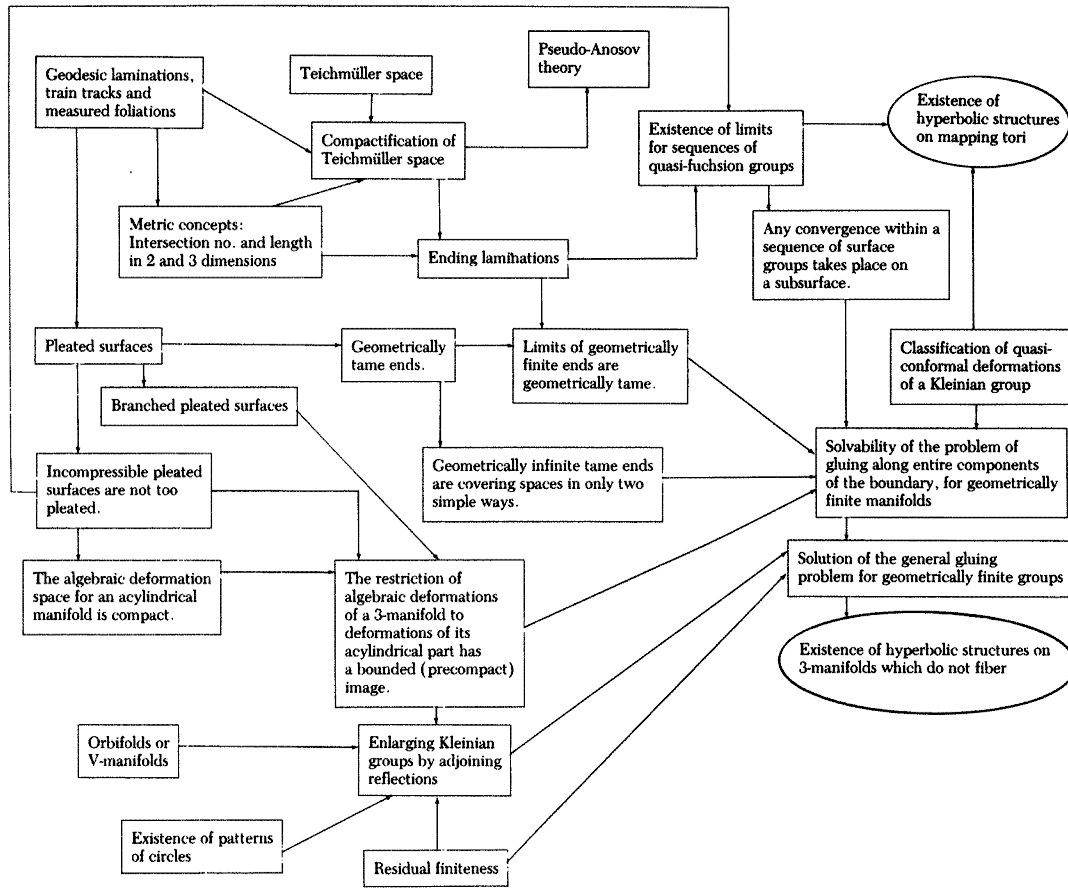 Pseudo-Anosov
theory
Geodesic laminations,
train tracks and
measured foliations
Teichmüller space
Existence of
hyperbolic structures
on mapping tori
Compactification of
Teichmüller space
Existence of limits
for sequences of
quasi-fuchsion groups
Metric concepts:
Intersection no. and length
in 2 and 3 dimensions
Ending laminations
Any convergence within a
sequence of surface
groups takes place on
a subsurface.
Pleated surfaces
Geometrically
tame ends.
Limits of geometrically
finite ends are
geometrically tame.
Classification of quasi-
conformal deformations
of a Kleinian group
Branched pleated surfaces
Incompressible pleated
surfaces are not too
pleated.
Geometrically infinite tame ends
are covering spaces in only two
simple ways.
Solvability of the problem of
gluing along entire components
of the boundary, for geometrically
finite manifolds
The algebraic deformation
space for an acylindrical
manifold is compact.
The restriction of
algebraic deformations
of a 3-manifold to
deformations of its
acylindrical part has
a bounded (precompact)
image.
Solution of the general gluing
problem for geometrically finite groups
Existence of hyperbolic structures on
3-manifolds which do not fiber
Orbifolds or
V-manifolds
Enlarging Kleinian
groups by adjoining
reflections
Existence of patterns
of circles
Residual finiteness